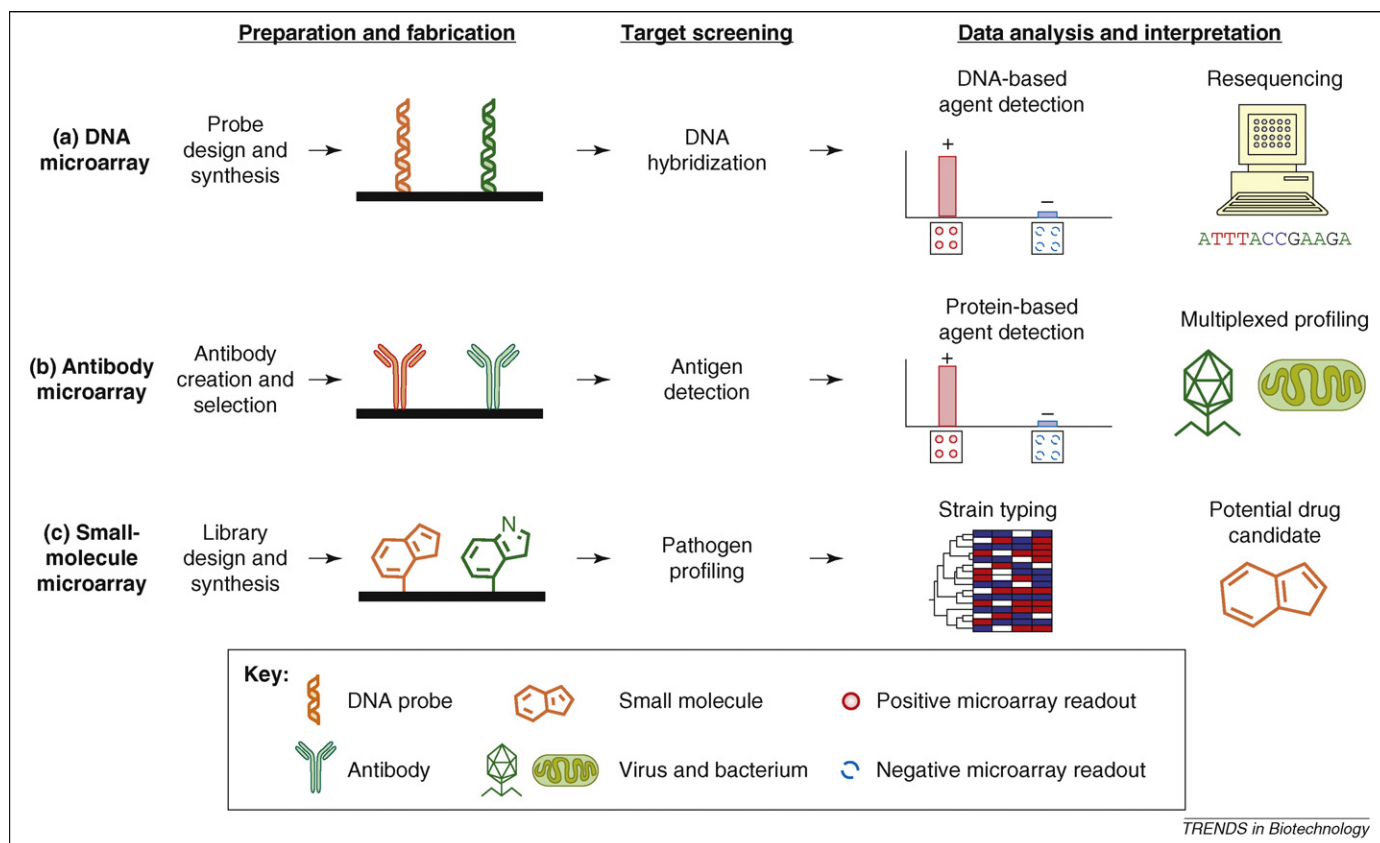 Preparation and fabrication
Target screening
Data analysis and interpretation
(a) DNA
microarray
Probe
design and
synthesis
DNA
hybridization
DNA-based
agent detection
+
–
Resequencing
ATTTACCGAAGA
(b) Antibody
microarray
Antibody
creation and
selection
Antigen
detection
Protein-based
agent detection
+
–
Multiplexed profiling
(c) Small-
molecule
microarray
Library
design and
synthesis
N
Pathogen
profiling
Strain typing
Potential drug
candidate
Key:
DNA probe
Small molecule
Positive microarray readout
Antibody
Virus and bacterium
Negative microarray readout
TRENDS in Biotechnology